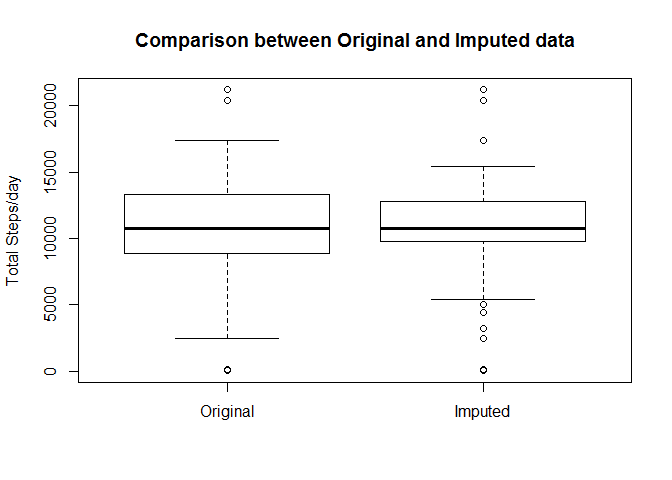 Comparison between Original and Imputed data
Total Steps/day
20000
15000
10000
5000
0
Original
Imputed